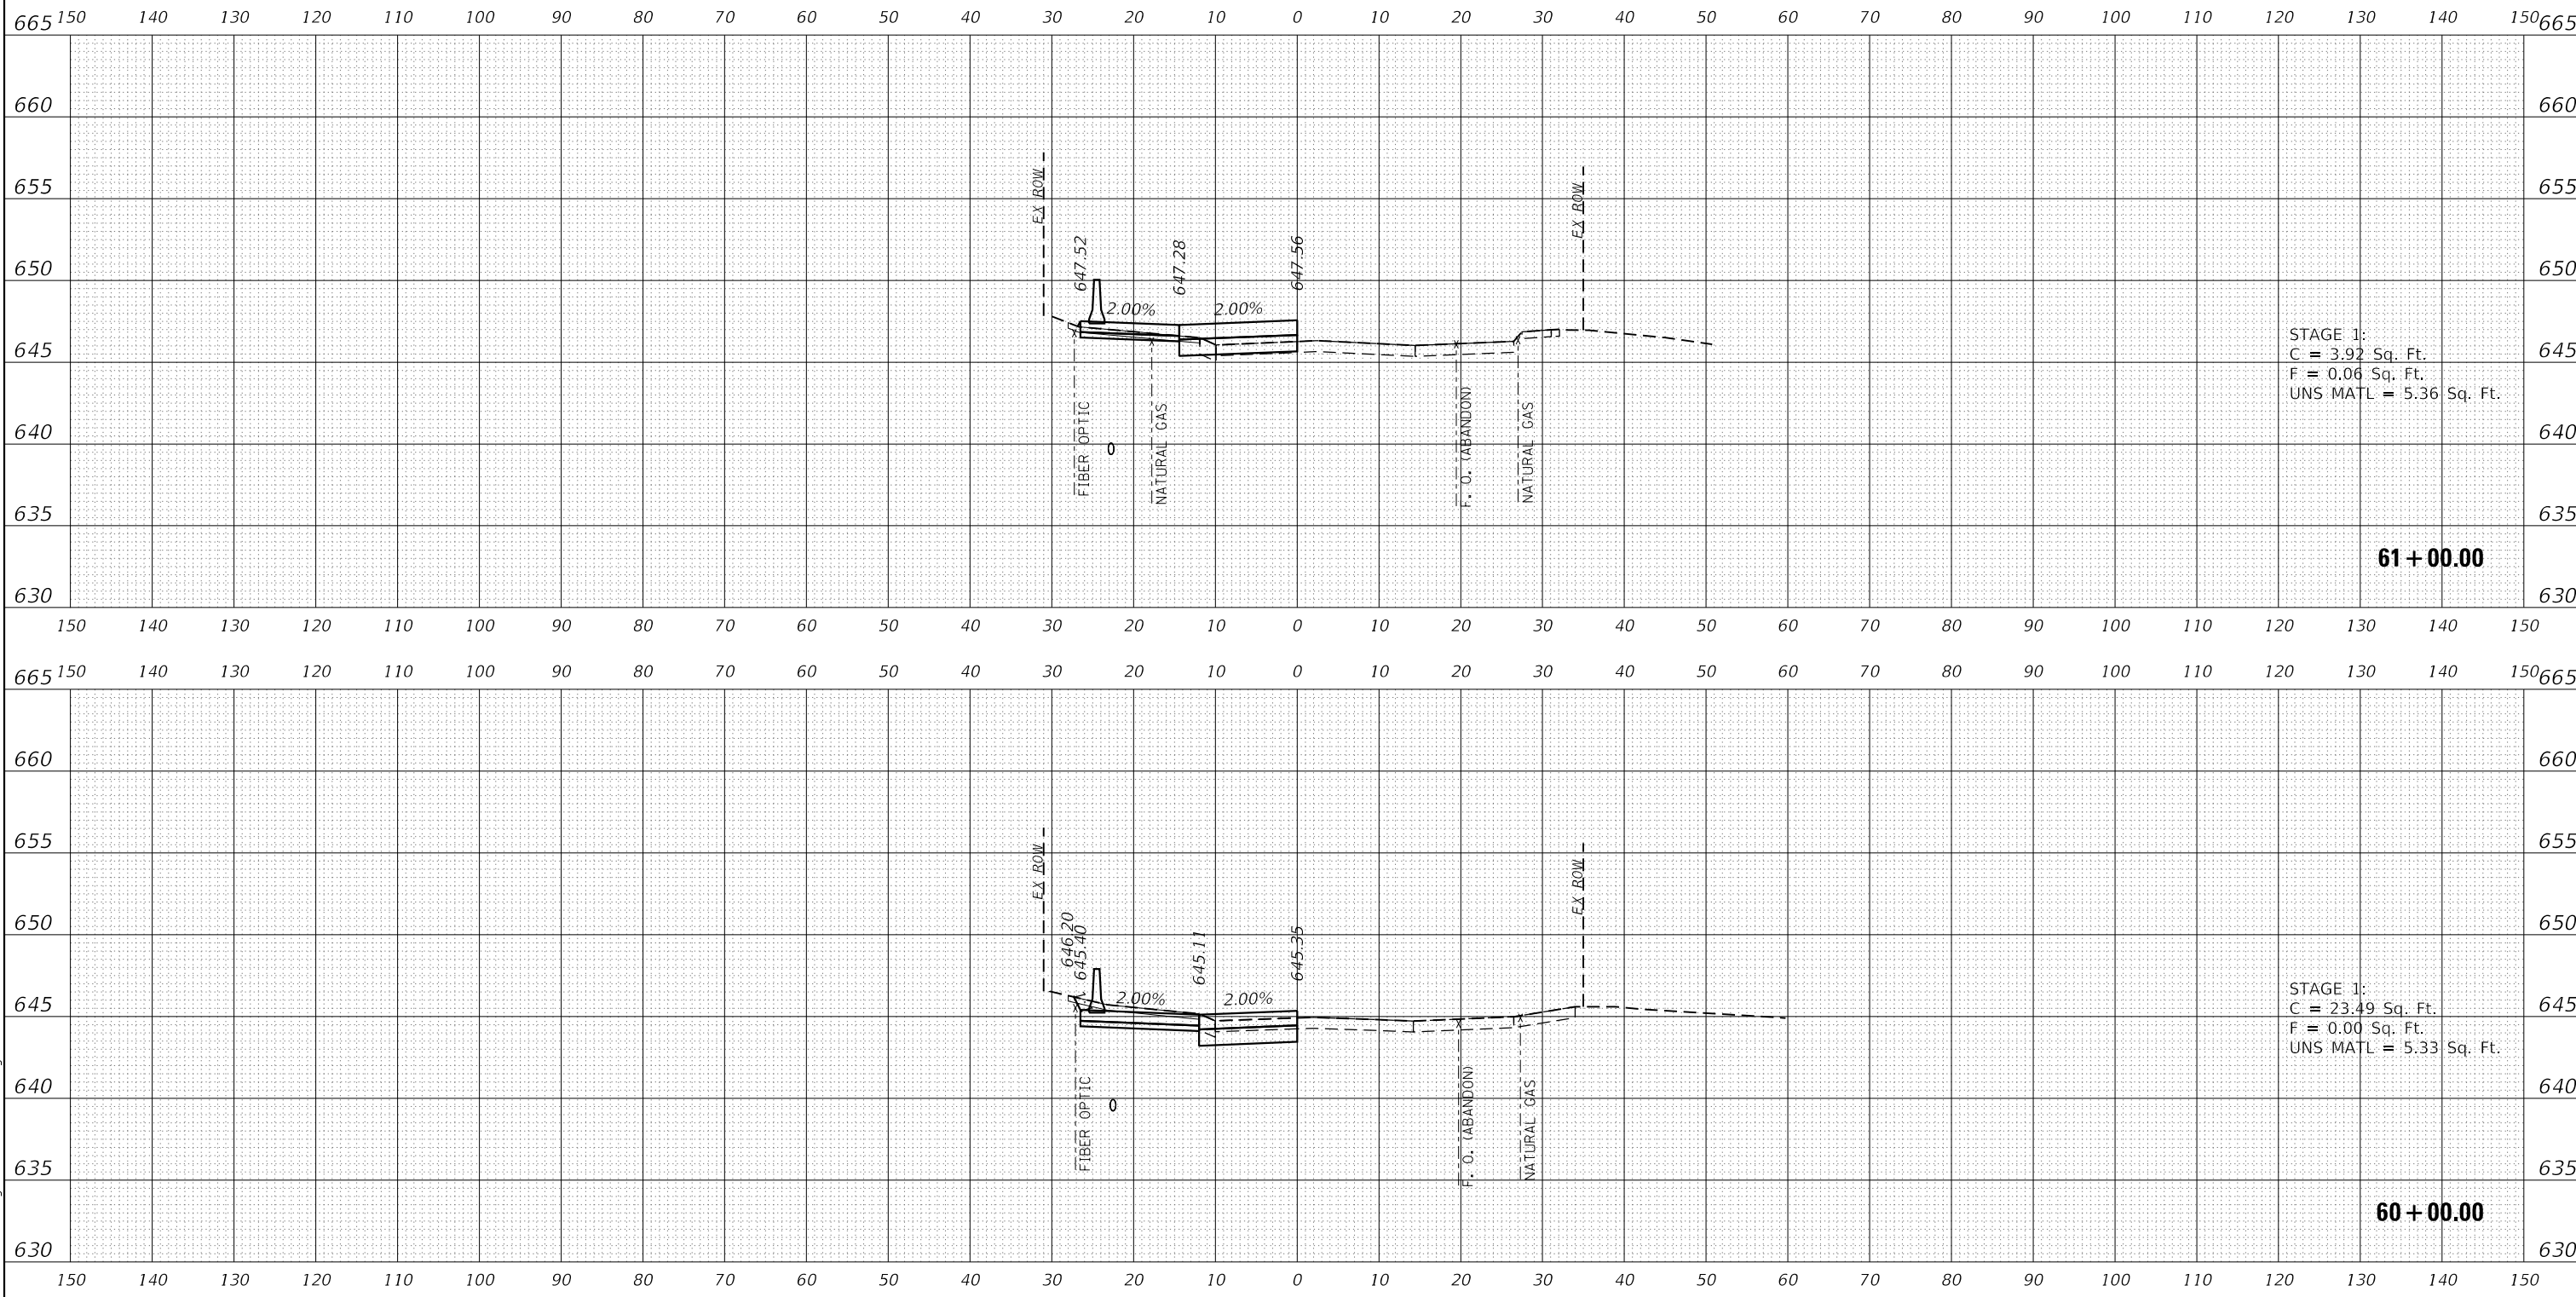 150 140 130 120 110 100 90 80 70 60 50 40 30 20 10 0 10 20 30 40 50 60 70 80 90 100 110 120 130 140 150
665 665
660 660
655 655
650 650
645 645
640 640
635 635
630 630
EX ROW
EX ROW
647.52
647.28
647.56
2.00% 2.00%
FIBER OPTIC
NATURAL GAS
F. O. (ABANDON)
NATURAL GAS
STAGE 1:
C = 3.92 Sq. Ft.
F = 0.06 Sq. Ft.
UNS MATL = 5.36 Sq. Ft.
61+00.00
150 140 130 120 110 100 90 80 70 60 50 40 30 20 10 0 10 20 30 40 50 60 70 80 90 100 110 120 130 140 150
150 140 130 120 110 100 90 80 70 60 50 40 30 20 10 0 10 20 30 40 50 60 70 80 90 100 110 120 130 140 150
665 665
660 660
655 655
650 650
645 645
640 640
635 635
630 630
EX ROW
EX ROW
646.20
645.40
645.11
645.35
2.00% 2.00%
FIBER OPTIC
F. O. (ABANDON)
NATURAL GAS
STAGE 1:
C = 23.49 Sq. Ft.
F = 0.00 Sq. Ft.
UNS MATL = 5.33 Sq. Ft.
60+00.00
150 140 130 120 110 100 90 80 70 60 50 40 30 20 10 0 10 20 30 40 50 60 70 80 90 100 110 120 130 140 150